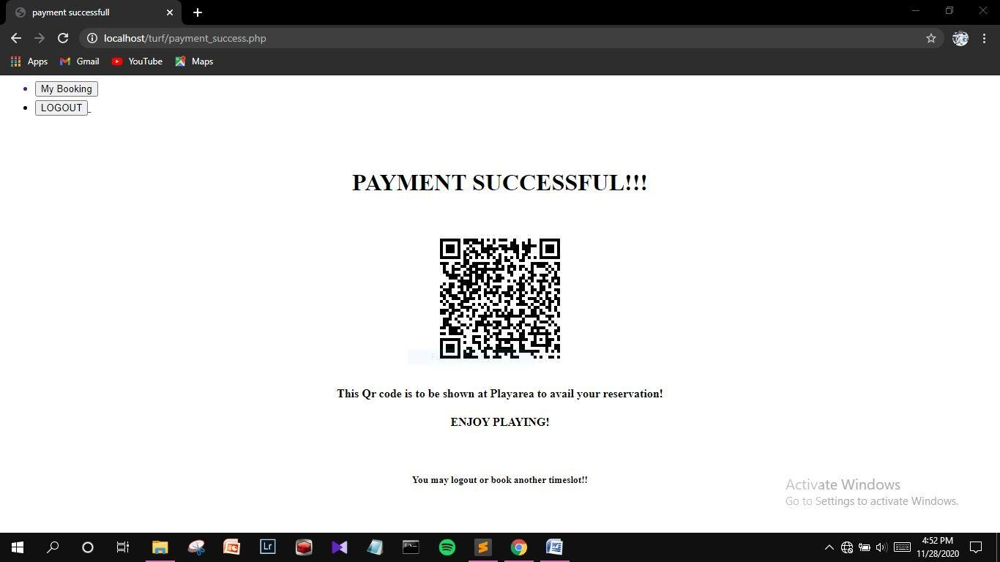 payment successfull
localhost/turf/payment_success.php
Apps Gmail YouTube Maps
My Booking
LOGOUT
PAYMENT SUCCESSFUL!!!
This Qr code is to be shown at Playarea to avail your reservation!
ENJOY PLAYING!
You may logout or book another timeslot!!
Activate Windows
Go to Settings to activate Windows.
Lr
4:52 PM
11/28/2020